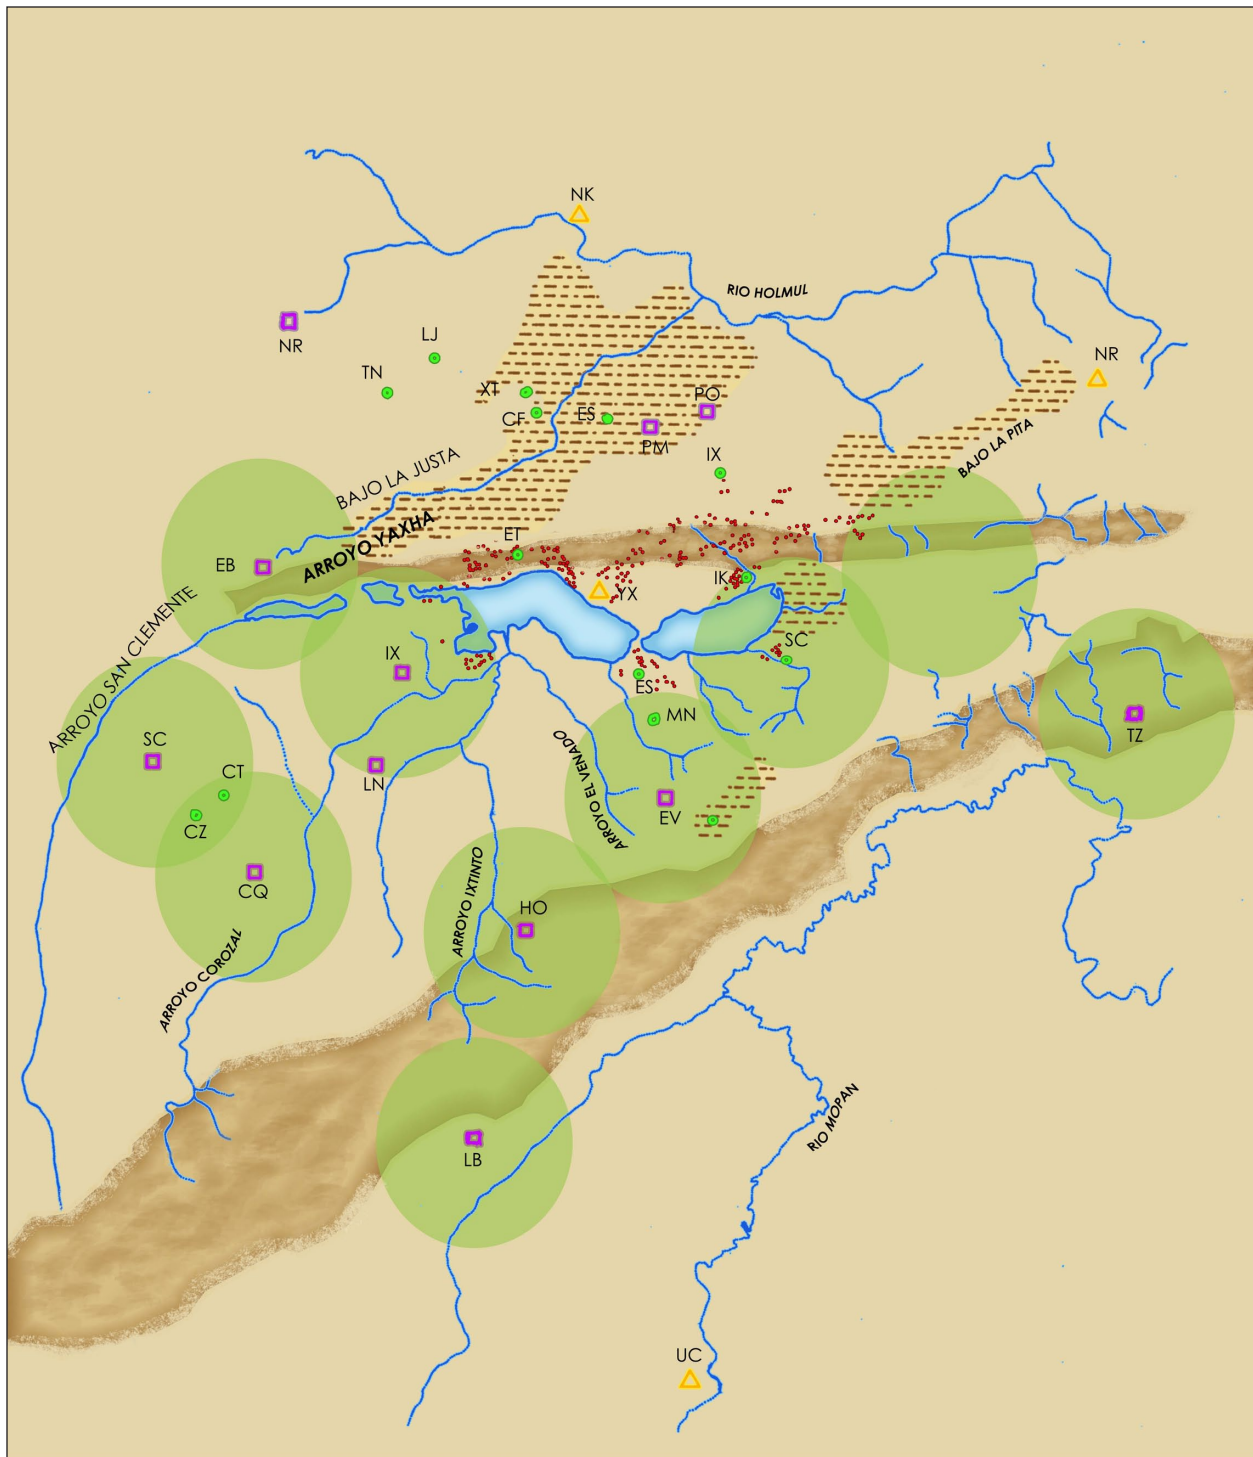 NK
RIO HOLMUL
NR
LJ
NR
TN
XT
PO
CF
ES
PM
BAJO LA PITA
IX
BAJO LA JUSTA
ARROYO YAXHA
ET
EB
IK
YX
ARROYO SAN CLEMENTE
SC
IX
ES
MN
SC
TZ
CT
LN
ARROYO EL VENADO
EV
CZ
CQ
ARROYO IXTINTO
HO
ARROYO COROZAL
RIO MOPAN
LB
UC